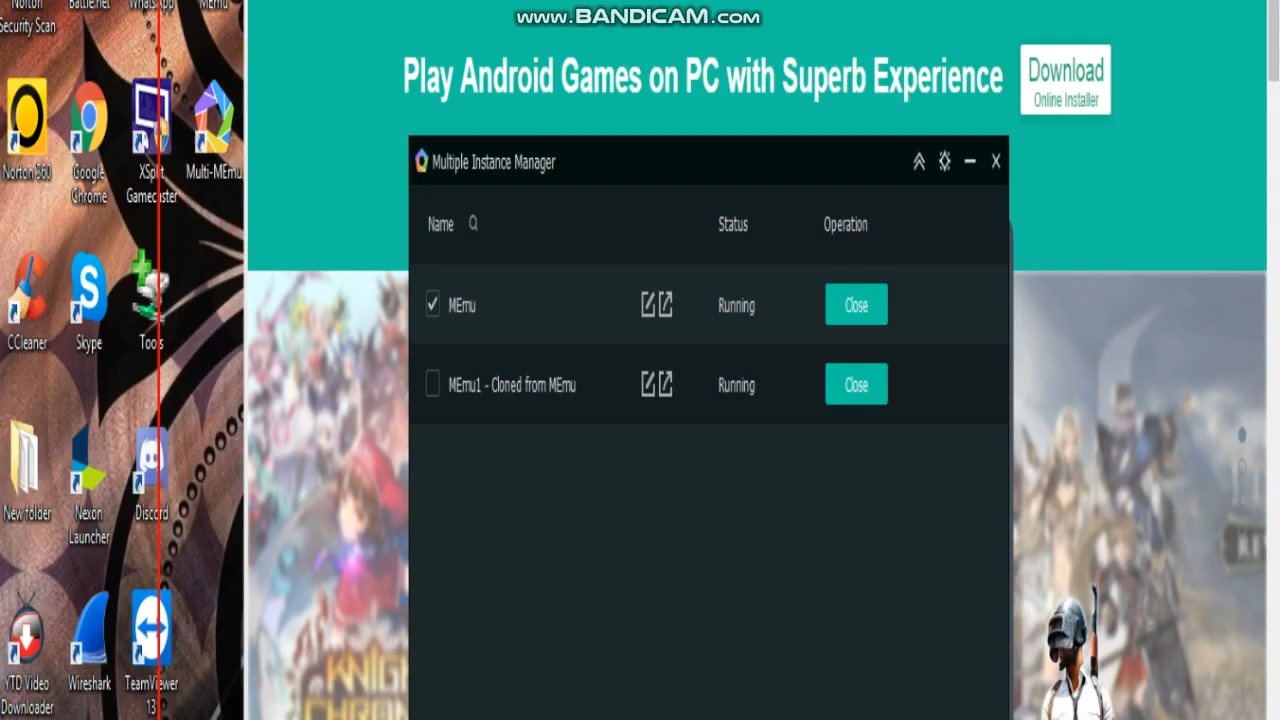 www.BANDICAM.com
Norton
Security Scan
Battle.net
WhatsApp
MEmu
Norton 360
Google
Chrome
XSplit
Gamecaster
Multi-MEmu
CCleaner
Skype
Tools
New folder
Nexon
Launcher
Discord
YTD Video
Downloader
Wireshark
TeamViewer
13
Play Android Games on PC with Superb Experience
Download
Online Installer
Multiple Instance Manager
Name
Status
Operation
MEmu
Running
Close
MEmu1 - Cloned from MEmu
Running
Close
KNIGH
CHRON